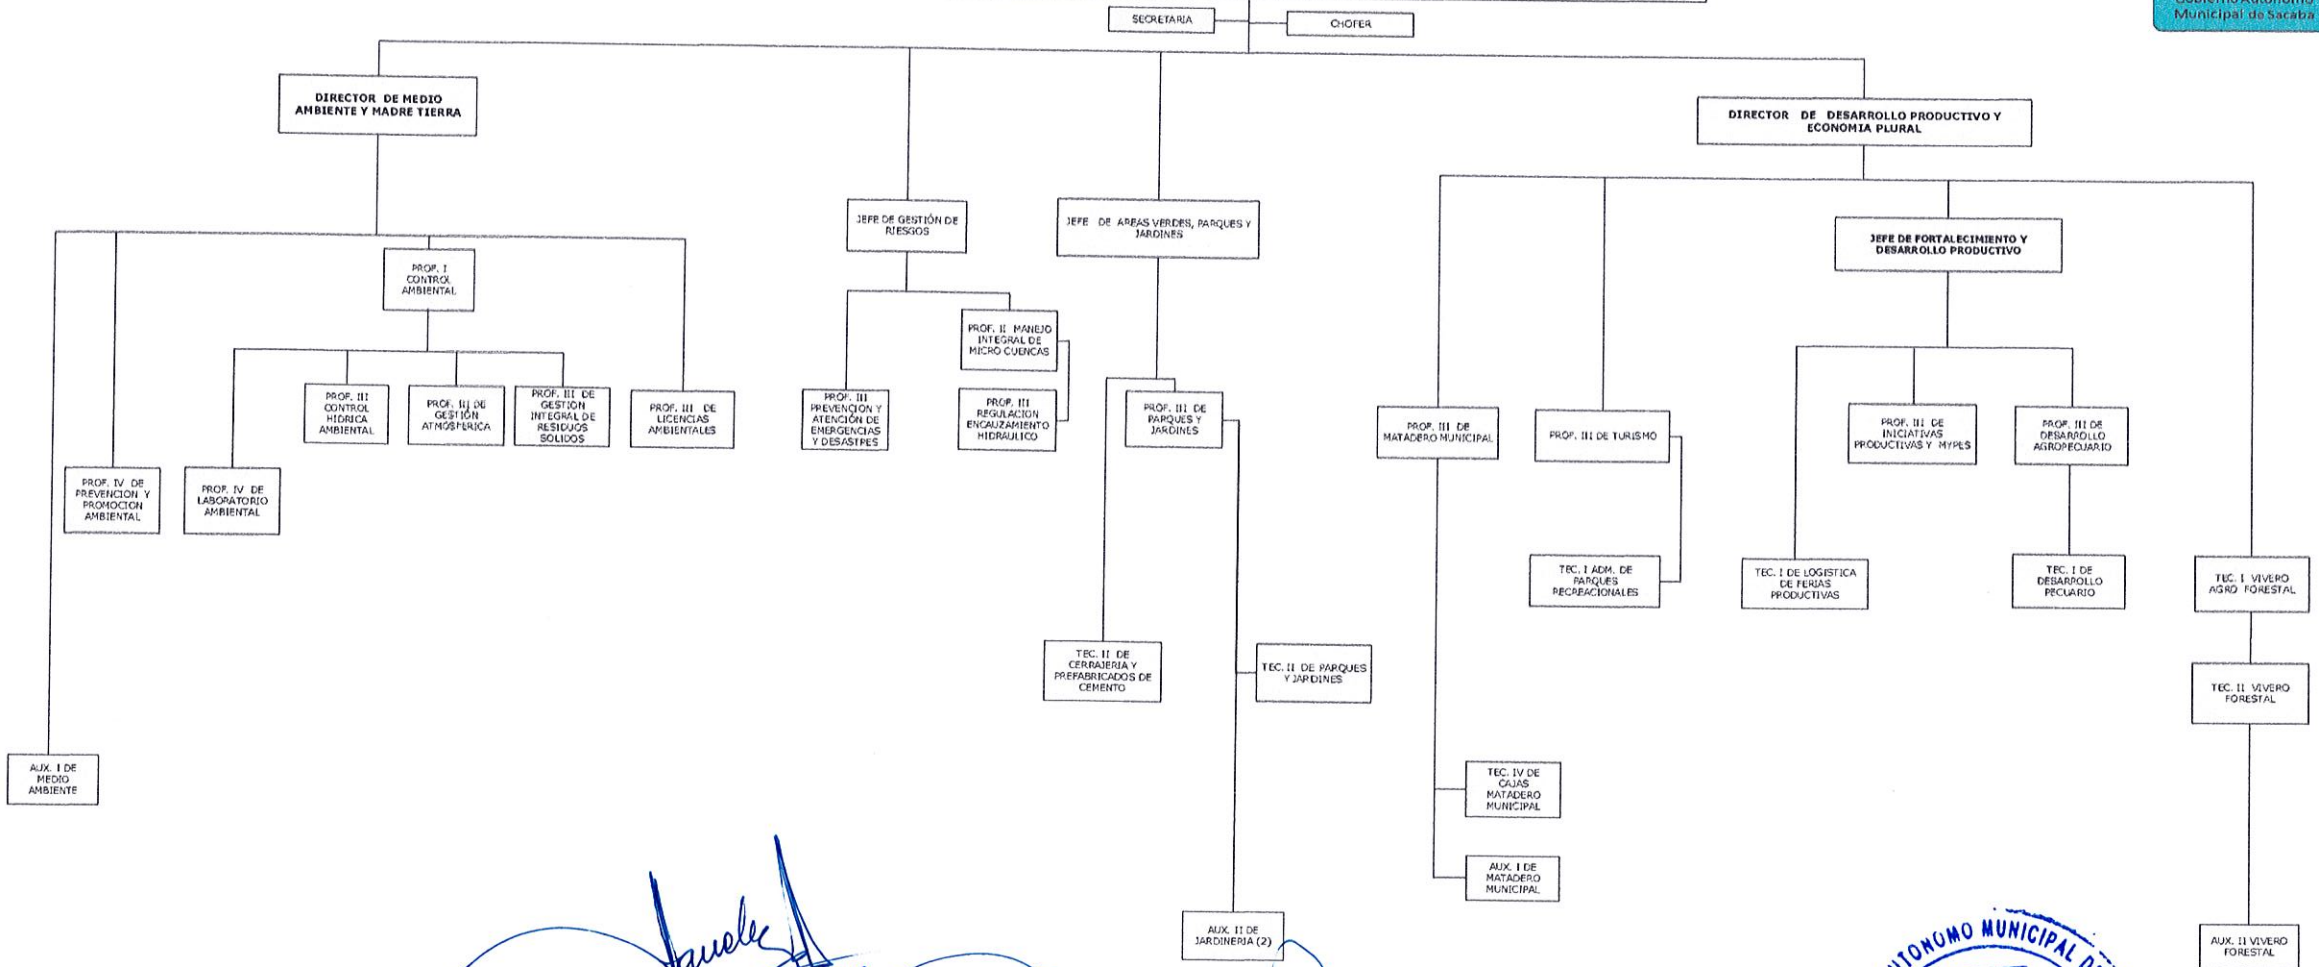 Municipal de Sacaba
SECRETARIA
CHOFER
DIRECTOR DE MEDIO
AMBIENTE Y MADRE TIERRA
DIRECTOR DE DESARROLLO PRODUCTIVO Y
ECONOMIA PLURAL
JEFE DE GESTIÓN DE
RIESGOS
JEFE DE AREAS VERDES, PARQUES Y
JARDINES
JEFE DE FORTALECIMIENTO Y
DESARROLLO PRODUCTIVO
PROF. I
CONTROL
AMBIENTAL
PROF. II MANEJO
INTEGRAL DE
MICRO CUENCAS
PROF. III
CONTROL
HIDRICA
AMBIENTAL
PROF. III DE
GESTIÓN
ATMÓSFERICA
PROF. III DE
GESTION
INTEGRAL DE
RESIDUOS
SOLIDOS
PROF. III DE
LICENCIAS
AMBIENTALES
PROF. III
PREVENCION Y
ATENCIÓN DE
EMERGENCIAS
Y DESASTRES
PROF. III
REGULACION
ENCAUZAMIENTO
HIDRAULICO
PROF. III DE
PARQUES Y
JARDINES
PROF. III DE
MATADERO MUNICIPAL
PROF. III DE TURISMO
PROF. III DE
INICIATIVAS
PRODUCTIVAS Y MYPES
PROF. III DE
DESARROLLO
AGROPECUARIO
PROF. IV DE
PREVENCION Y
PROMOCION
AMBIENTAL
PROF. IV DE
LABORATORIO
AMBIENTAL
TEC. I ADM. DE
PARQUES
RECREACIONALES
TEC. I DE LOGISTICA
DE FERIAS
PRODUCTIVAS
TEC. I DE
DESARROLLO
PECUARIO
TEC. I VIVERO
AGRO FORESTAL
TEC. II DE
CERRAJERIA Y
PREFABRICADOS DE
CEMENTO
TEC. II DE PARQUES
Y JARDINES
TEC. II VIVERO
FORESTAL
AUX. I DE
MEDIO
AMBIENTE
TEC. IV DE
CAJAS
MATADERO
MUNICIPAL
AUX. I DE
MATADERO
MUNICIPAL
AUX. II DE
JARDINERIA (2)
AUX. II VIVERO
FORESTAL
MUNICIPAL